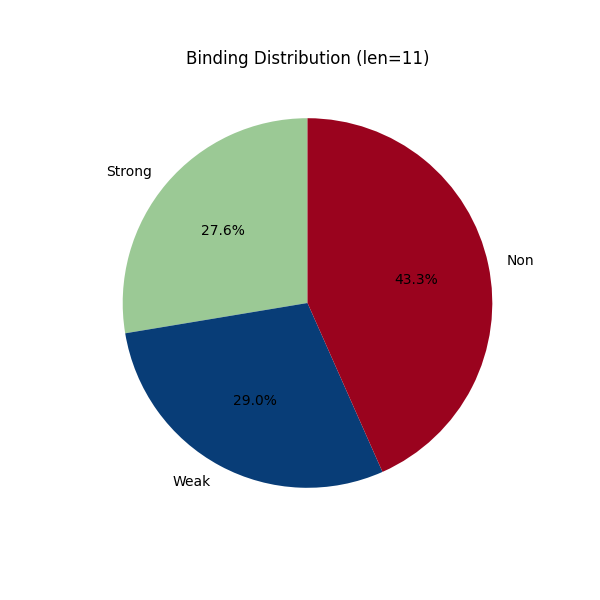 Binding Distribution (len=11)
Strong
27.6%
Non
43.3%
29.0%
Weak